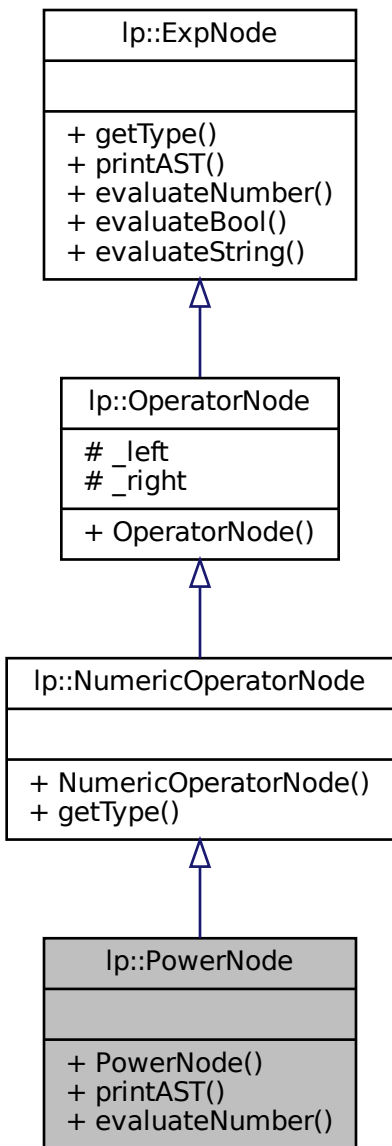 lp::ExpNode
+ getType()
+ printAST()
+ evaluateNumber()
+ evaluateBool()
+ evaluateString()
lp::OperatorNode
# _left
# _right
+ OperatorNode()
lp::NumericOperatorNode
+ NumericOperatorNode()
+ getType()
lp::PowerNode
+ PowerNode()
+ printAST()
+ evaluateNumber()